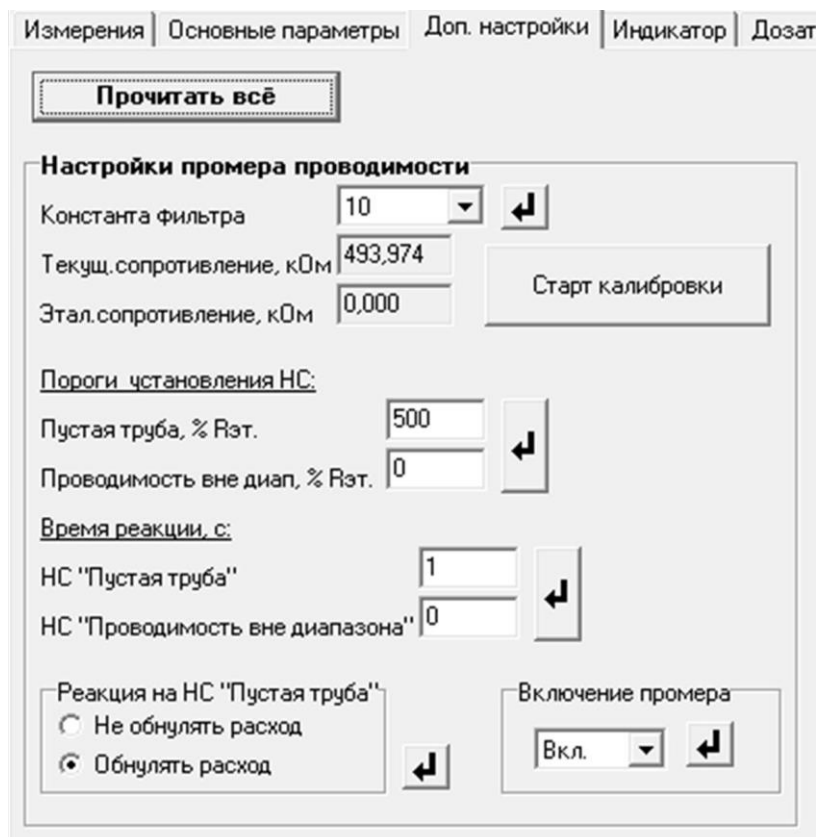 Измерения Основные параметры Доп. настройки Индикатор Дозат
Прочитать всё
Настройки промера проводимости
Константа фильтра 10
Текущ.сопротивление, кОм 493,974
Старт калибровки
Этал.сопротивление, кОм 0,000
Пороги установления НС:
Пустая труба, % Rэт. 500
Проводимость вне диап, % Rэт. 0
Время реакции, с:
НС "Пустая труба" 1
НС "Проводимость вне диапазона" 0
Реакция на НС "Пустая труба" Включение промера
Не обнулять расход
Вкл.
Обнулять расход